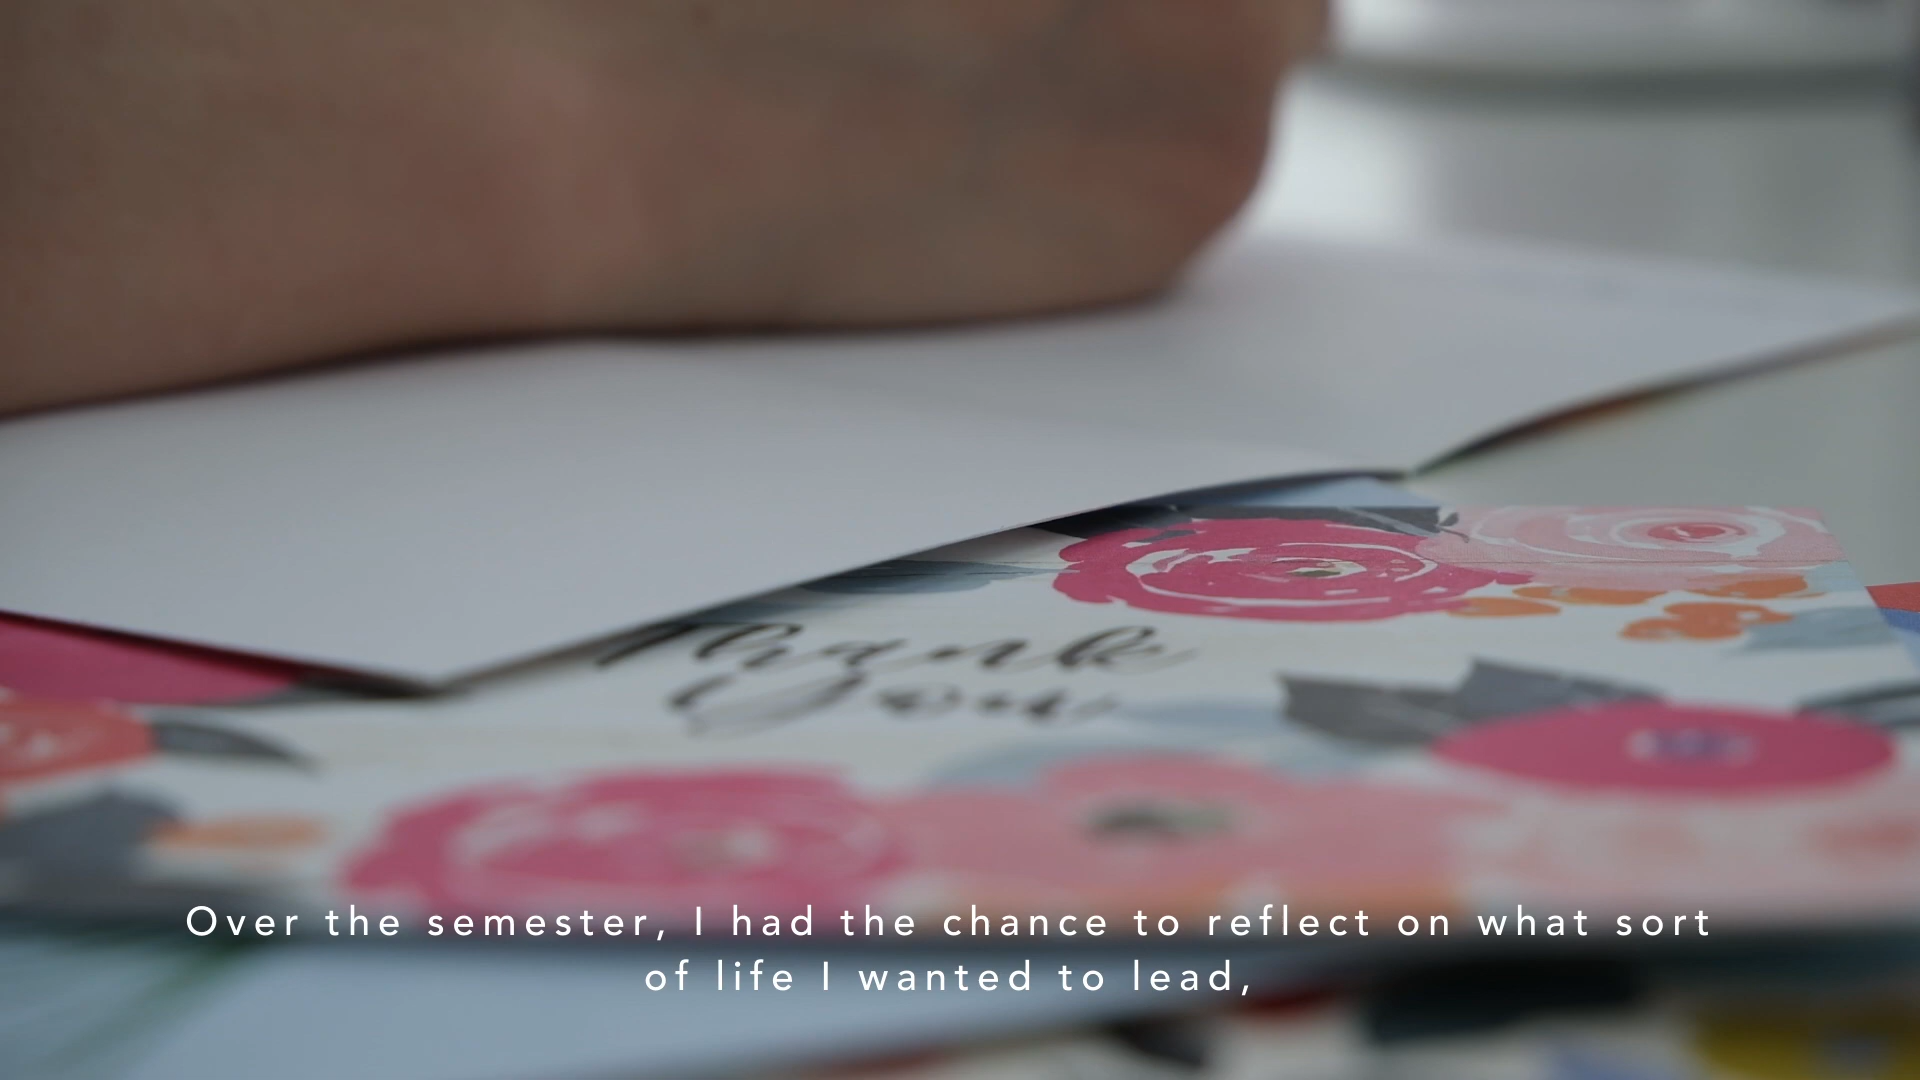 Thank
you
Over the semester, I had the chance to reflect on what sort
of life I wanted to lead,